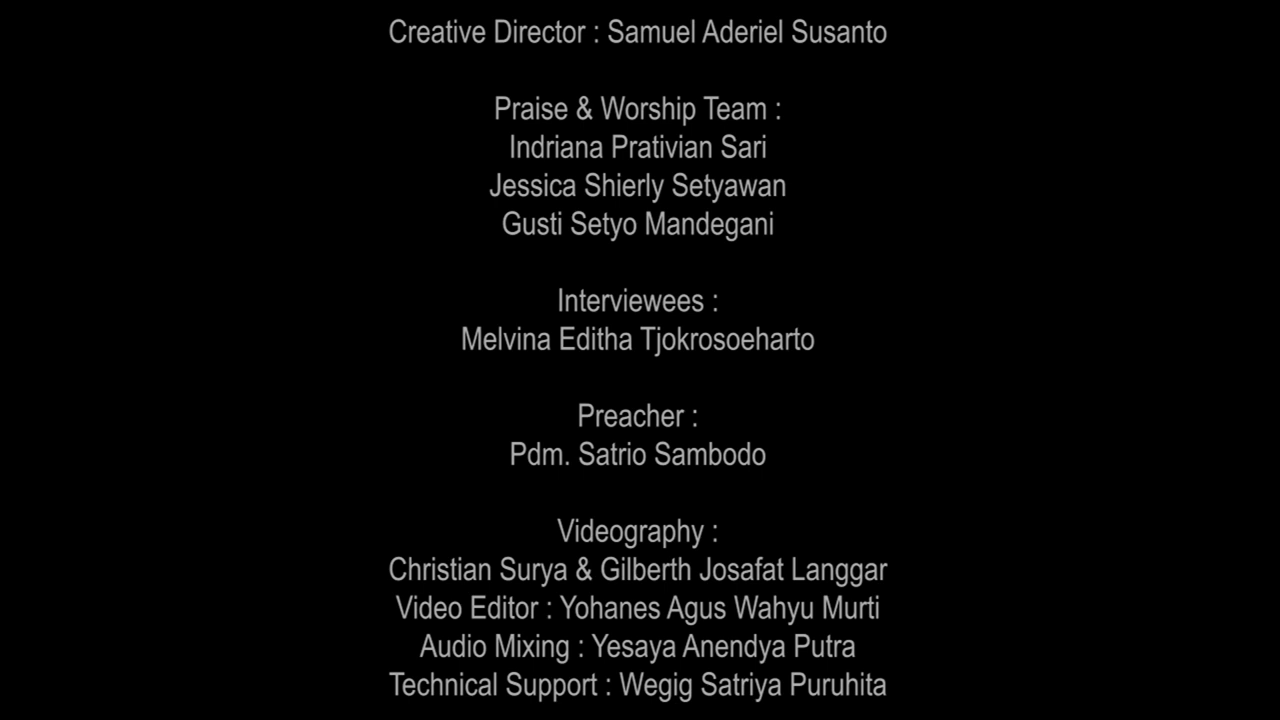 Creative Director : Samuel Aderiel Susanto
Praise & Worship Team :
Indriana Prativian Sari
Jessica Shierly Setyawan
Gusti Setyo Mandegani
Interviewees :
Melvina Editha Tjokrosoeharto
Preacher :
Pdm. Satrio Sambodo
Videography :
Christian Surya & Gilberth Josafat Langgar
Video Editor : Yohanes Agus Wahyu Murti
Audio Mixing : Yesaya Anendya Putra
Technical Support : Wegig Satriya Puruhita